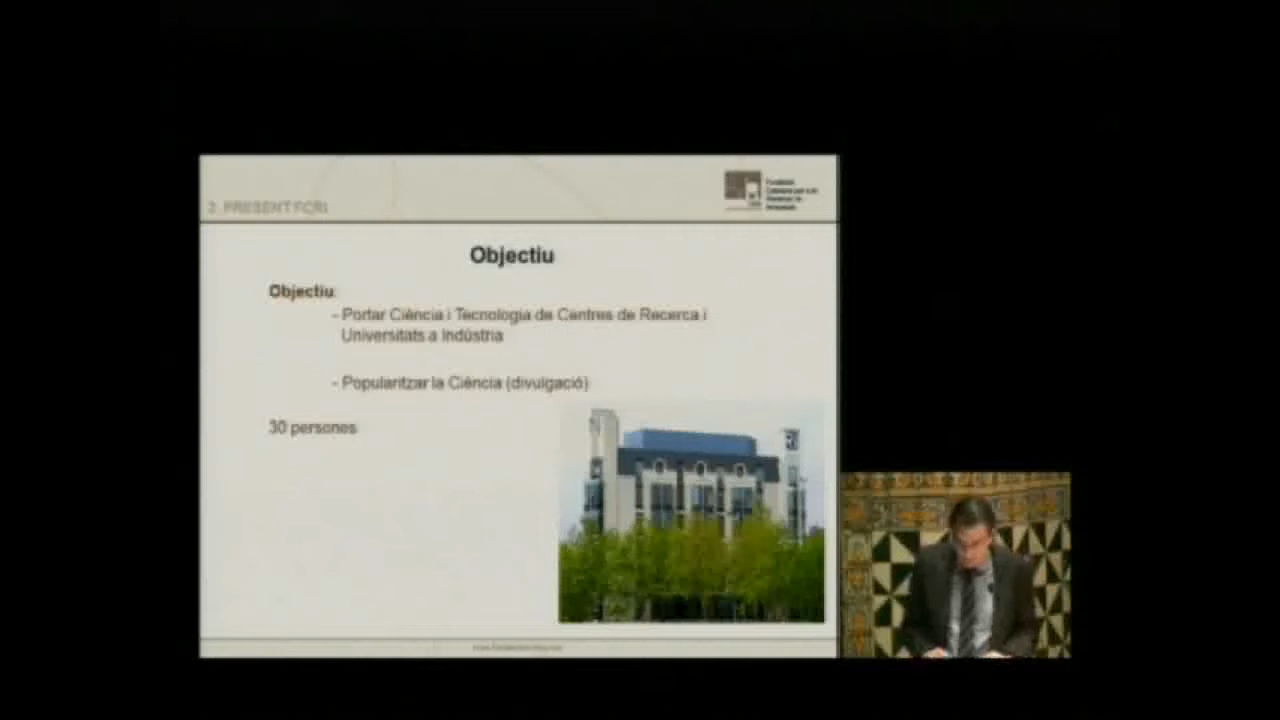 2. PRESENT FCRI
Objectiu
Objectiu:
- Portar Ciència i Tecnologia de Centres de Recerca i
Universitats a Indústria
- Popularitzar la Ciència (divulgació)
30 persones